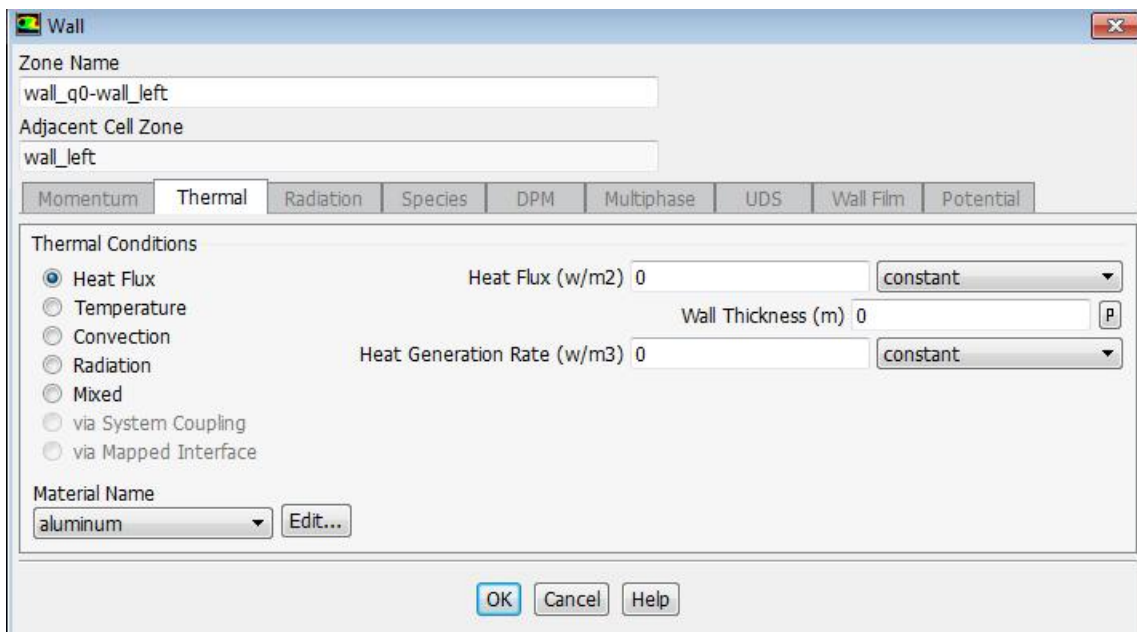 Wall
Zone Name
wall_q0-wall_left
Adjacent Cell Zone
wall_left
Momentum Thermal Radiation Species DPM Multiphase UDS Wall Film Potential
Thermal Conditions
Heat Flux Heat Flux (w/m2) 0 constant
Temperature Wall Thickness (m) 0 P
Convection
Heat Generation Rate (w/m3) 0 constant
Radiation
Mixed
via System Coupling
via Mapped Interface
Material Name
aluminum Edit...
OK Cancel Help